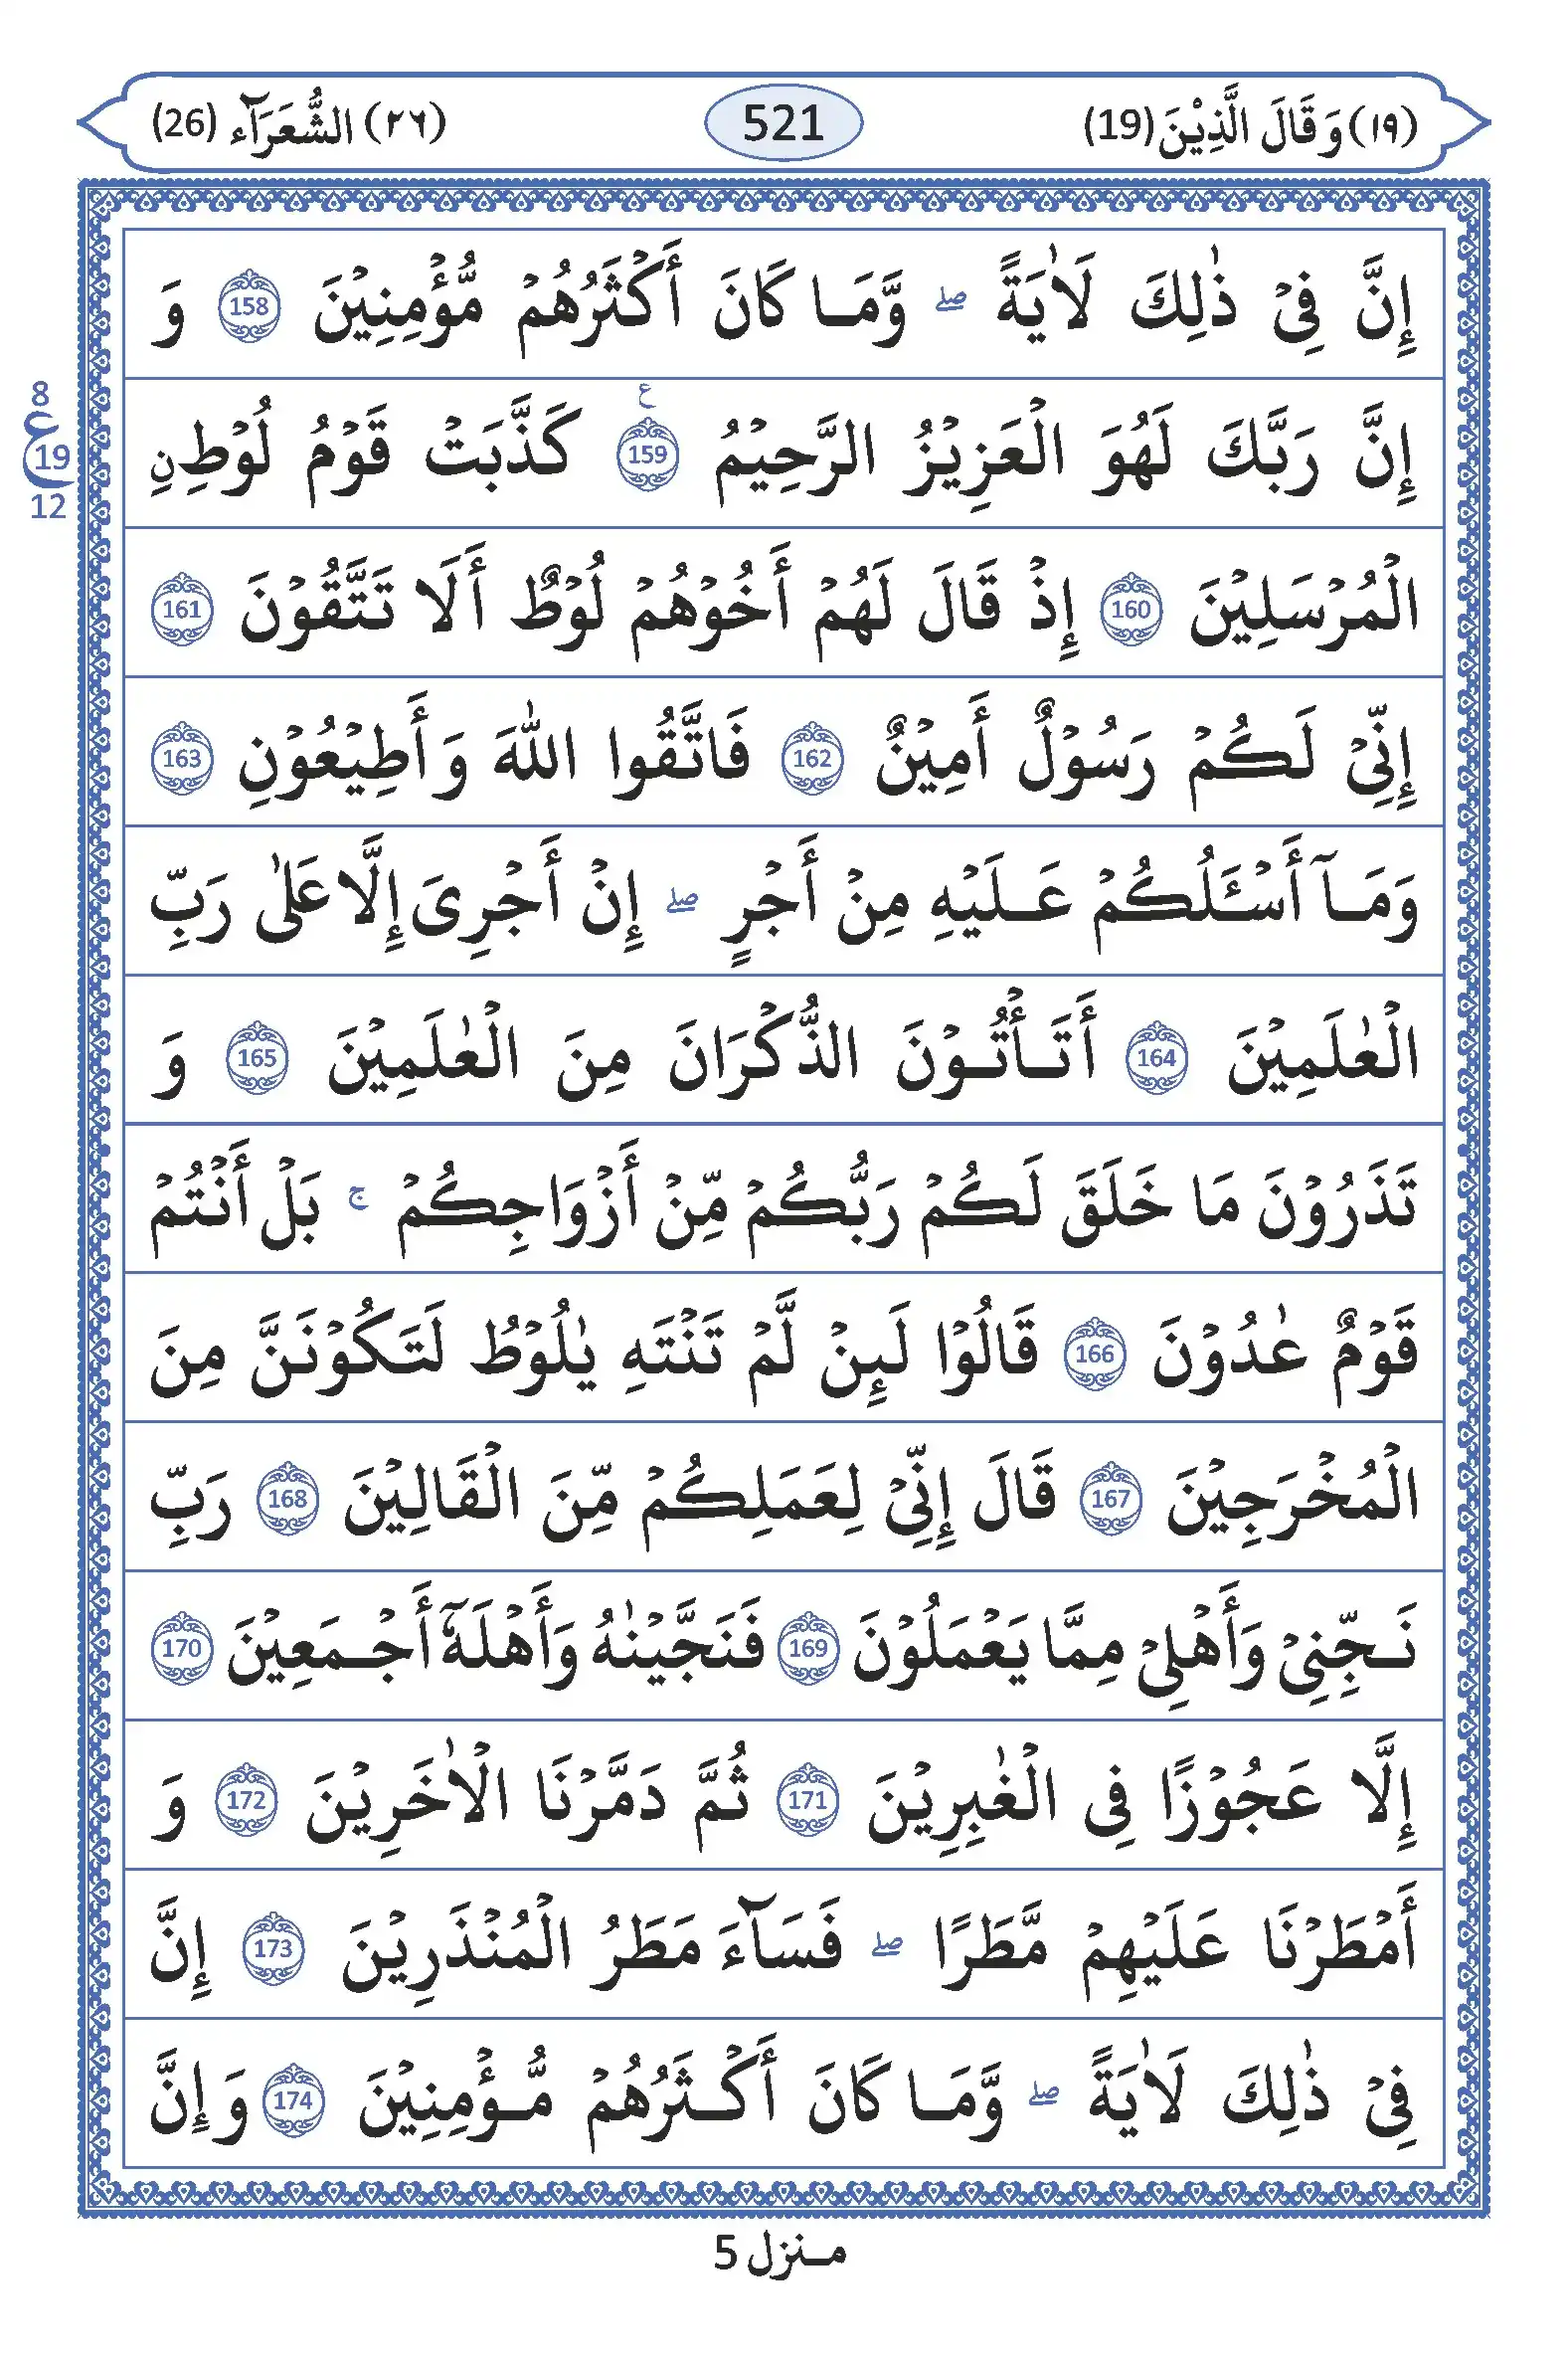 (١٩) وَقَالَ الَّذِيْنَ (19) 521 (٢٦) الشُّعَرَآء (26)
إِنَّ فِيْ ذٰلِكَ لَاٰيَةً ۖ وَّمَا كَانَ أَكْثَرُهُمْ مُّؤْمِنِيْنَ 158 وَ
8
إِنَّ رَبَّكَ لَهُوَ الْعَزِيْزُ الرَّحِيْمُ ع 159 كَذَّبَتْ قَوْمُ لُوْطِ نِ
ع 19
12
الْمُرْسَلِيْنَ 160 إِذْ قَالَ لَهُمْ أَخُوْهُمْ لُوْطٌ أَلَا تَتَّقُوْنَ 161
إِنِّيْ لَكُمْ رَسُوْلٌ أَمِيْنٌ 162 فَاتَّقُوا اللّٰهَ وَأَطِيْعُوْنِ 163
وَمَآ أَسْـَٔلُكُمْ عَلَيْهِ مِنْ أَجْرٍ ۖ إِنْ أَجْرِىَ إِلَّا عَلٰى رَبِّ
الْعٰلَمِيْنَ 164 أَتَأْتُوْنَ الذُّكْرَانَ مِنَ الْعٰلَمِيْنَ 165 وَ
تَذَرُوْنَ مَا خَلَقَ لَكُمْ رَبُّكُمْ مِّنْ أَزْوَاجِكُمْ ۚ بَلْ أَنْتُمْ
قَوْمٌ عٰدُوْنَ 166 قَالُوْا لَئِنْ لَّمْ تَنْتَهِ يٰلُوْطُ لَتَكُوْنَنَّ مِنَ
الْمُخْرَجِيْنَ 167 قَالَ إِنِّيْ لِعَمَلِكُمْ مِّنَ الْقَالِيْنَ 168 رَبِّ
نَجِّنِيْ وَأَهْلِيْ مِمَّا يَعْمَلُوْنَ 169 فَنَجَّيْنٰهُ وَأَهْلَهٗٓ أَجْمَعِيْنَ 170
إِلَّا عَجُوْزًا فِى الْغٰبِرِيْنَ 171 ثُمَّ دَمَّرْنَا الْاٰخَرِيْنَ 172 وَ
أَمْطَرْنَا عَلَيْهِمْ مَّطَرًا ۖ فَسَآءَ مَطَرُ الْمُنْذَرِيْنَ 173 إِنَّ
فِيْ ذٰلِكَ لَاٰيَةً ۖ وَّمَا كَانَ أَكْثَرُهُمْ مُّؤْمِنِيْنَ 174 وَإِنَّ
منزل 5